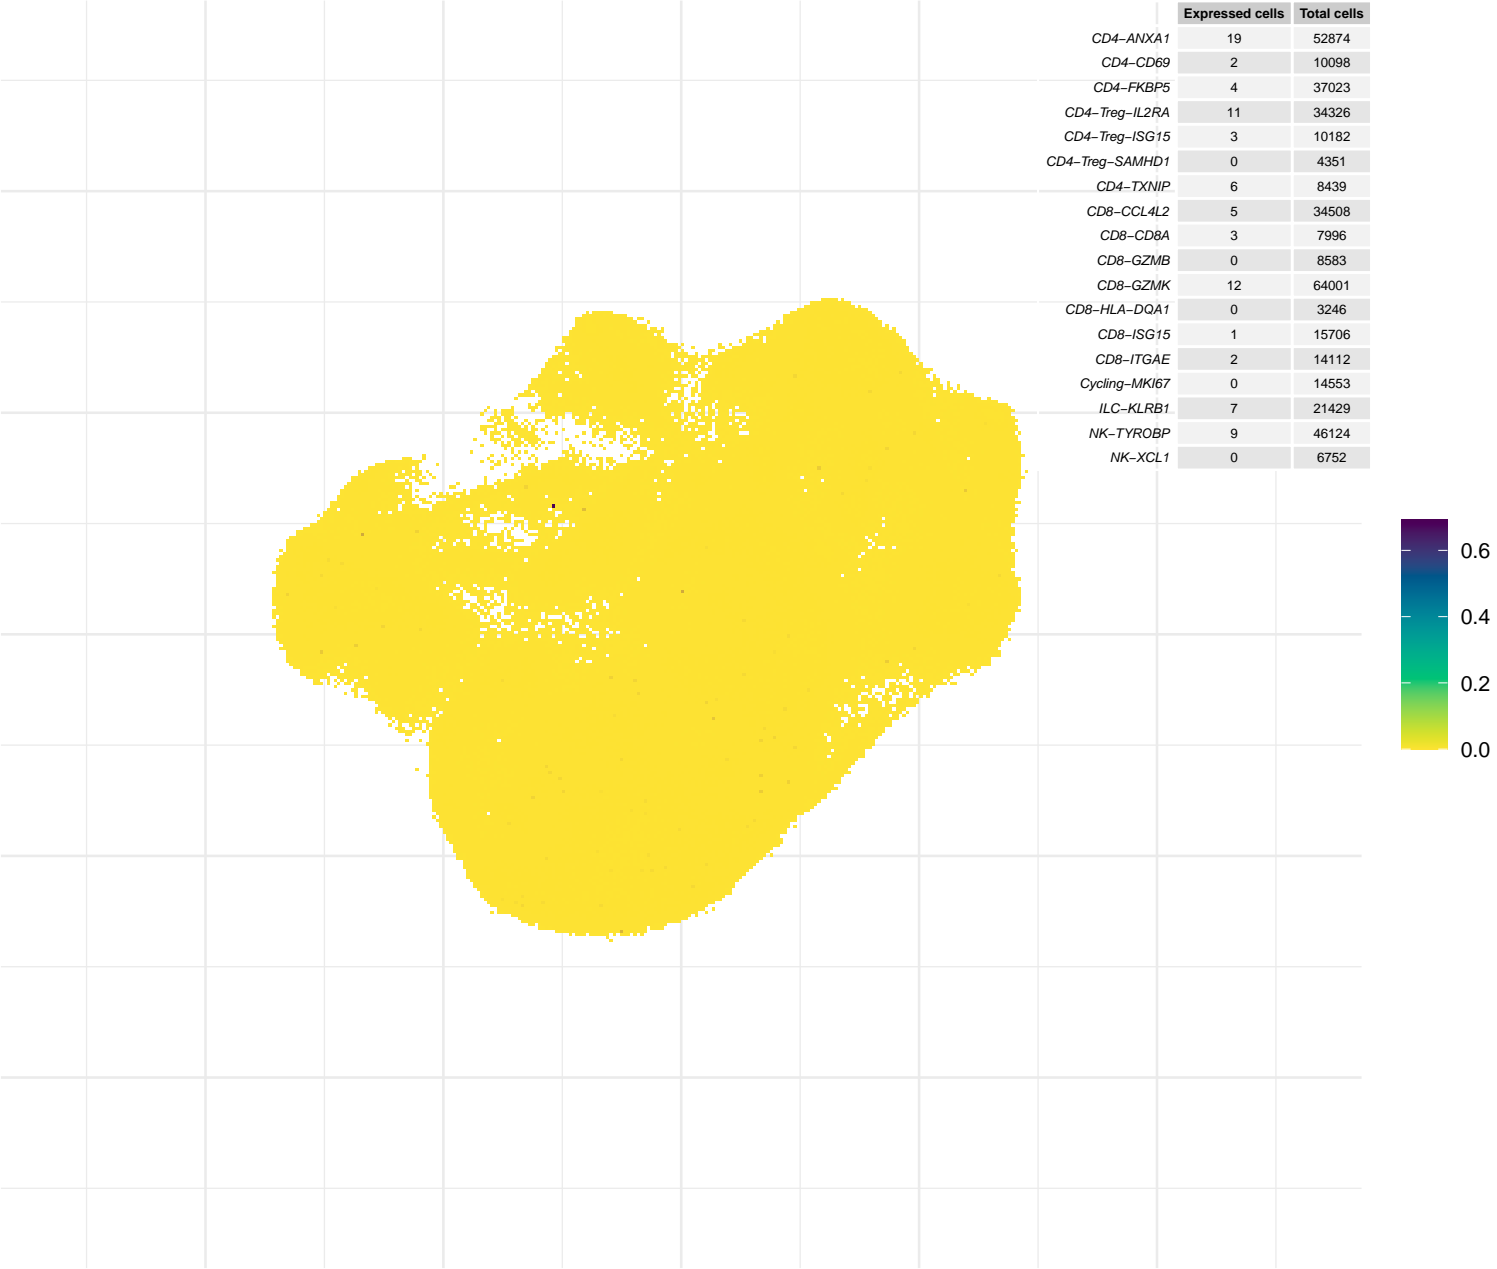 Expressed cells Total cells
CD4−ANXA1 19 52874
CD4−CD69 2 10098
CD4−FKBP5 4 37023
CD4−Treg−IL2RA 11 34326
CD4−Treg−ISG15 3 10182
CD4−Treg−SAMHD1 0 4351
CD4−TXNIP 6 8439
CD8−CCL4L2 5 34508
CD8−CD8A 3 7996
CD8−GZMB 0 8583
CD8−GZMK 12 64001
CD8−HLA−DQA1 0 3246
CD8−ISG15 1 15706
CD8−ITGAE 2 14112
Cycling−MKI67 0 14553
ILC−KLRB1 7 21429
NK−TYROBP 9 46124
NK−XCL1 0 6752
0.6
0.4
0.2
0.0